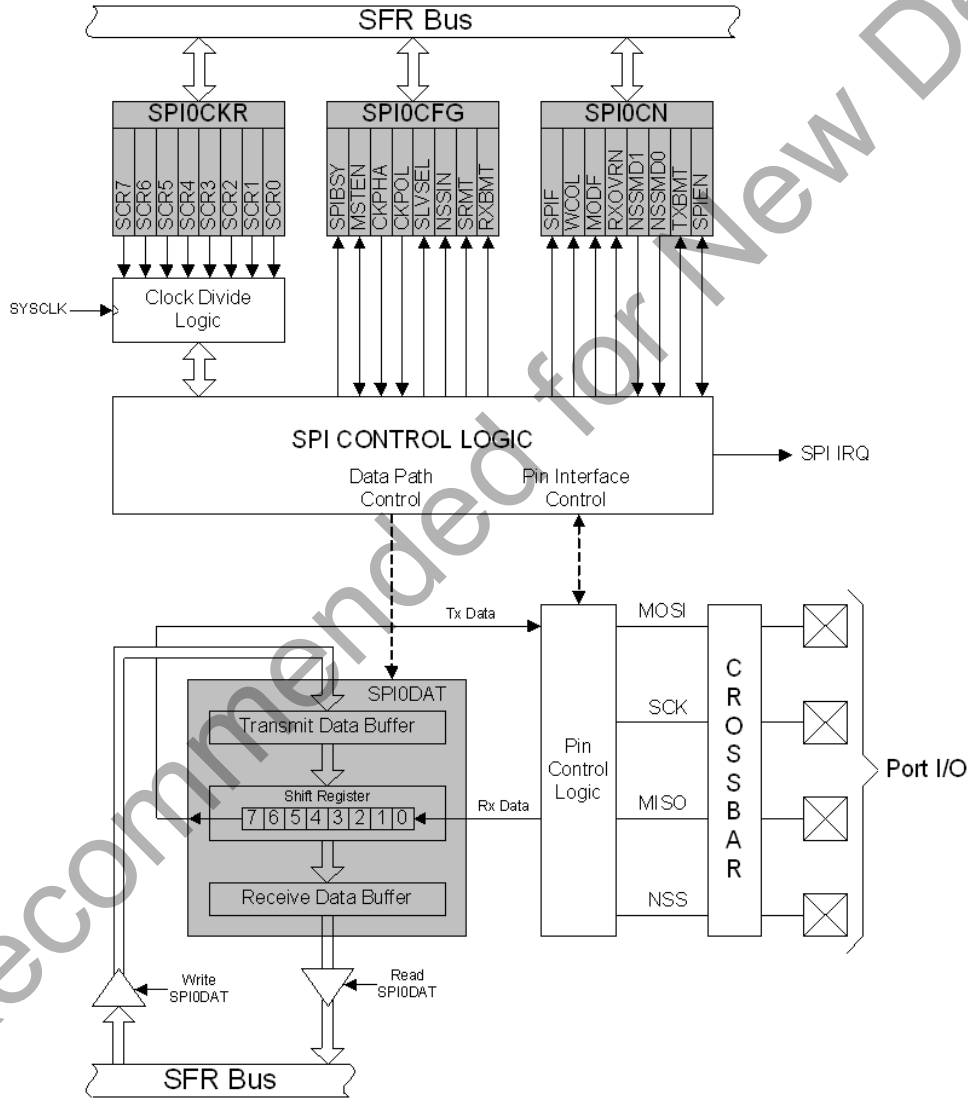 SFR Bus
SPI0CKR
SCR7
SCR6
SCR5
SCR4
SCR3
SCR2
SCR1
SCR0
SPI0CFG
SPIBSY
MSTEN
CKPHA
CKPOL
SLVSEL
NSSIN
SRMT
RXBMT
SPI0CN
SPIF
WCOL
MODF
RXOVRN
NSSMD1
NSSMD0
TXBMT
SPIEN
SYSCLK
Clock Divide
Logic
SPI CONTROL LOGIC
Data Path
Control
Pin Interface
Control
SPI IRQ
Tx Data
SPI0DAT
Transmit Data Buffer
Shift Register
7 6 5 4 3 2 1 0
Receive Data Buffer
Rx Data
Pin
Control
Logic
MOSI
SCK
MISO
NSS
CROSSBAR
Port I/O
Write
SPI0DAT
Read
SPI0DAT
SFR Bus
ecommended for New De